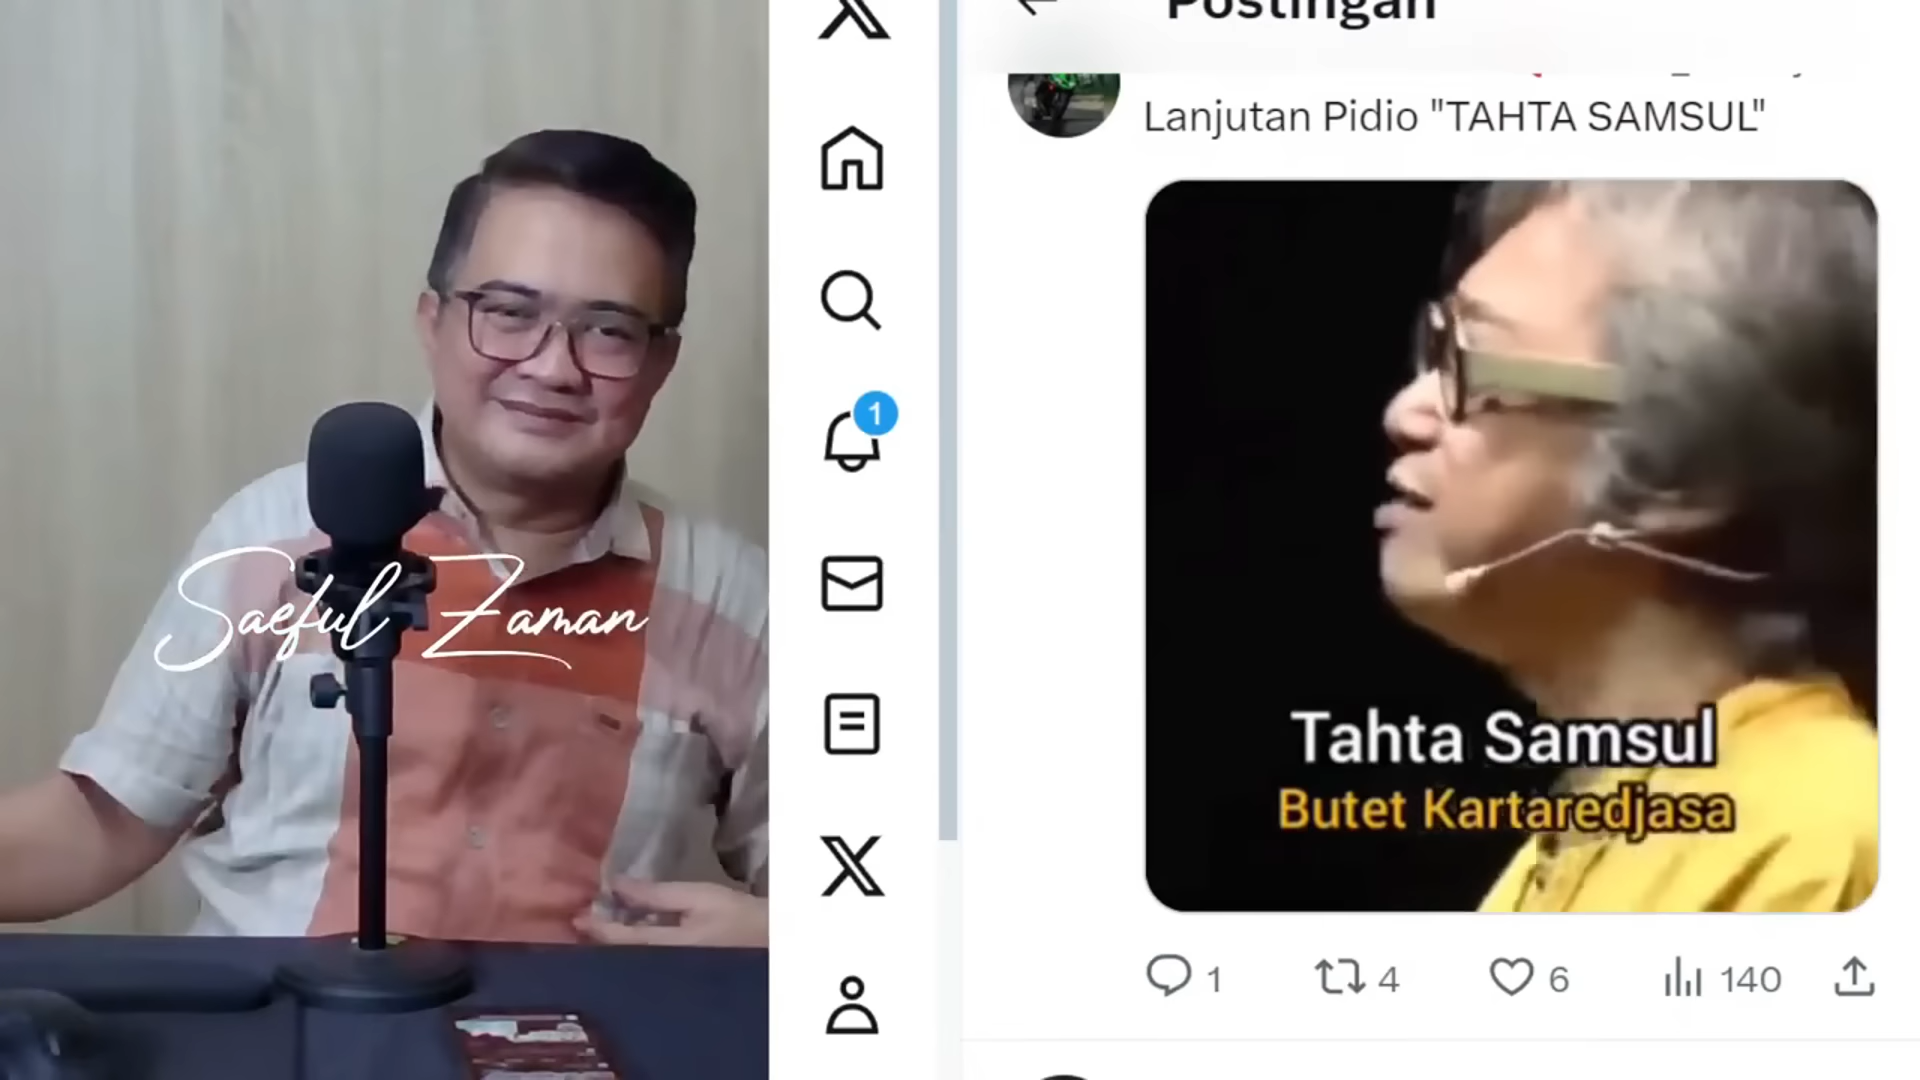 Saeful Zaman
1
Postingan
Lanjutan Pidio "TAHTA SAMSUL"
Tahta Samsul
Butet Kartaredjasa
1
4
6
140